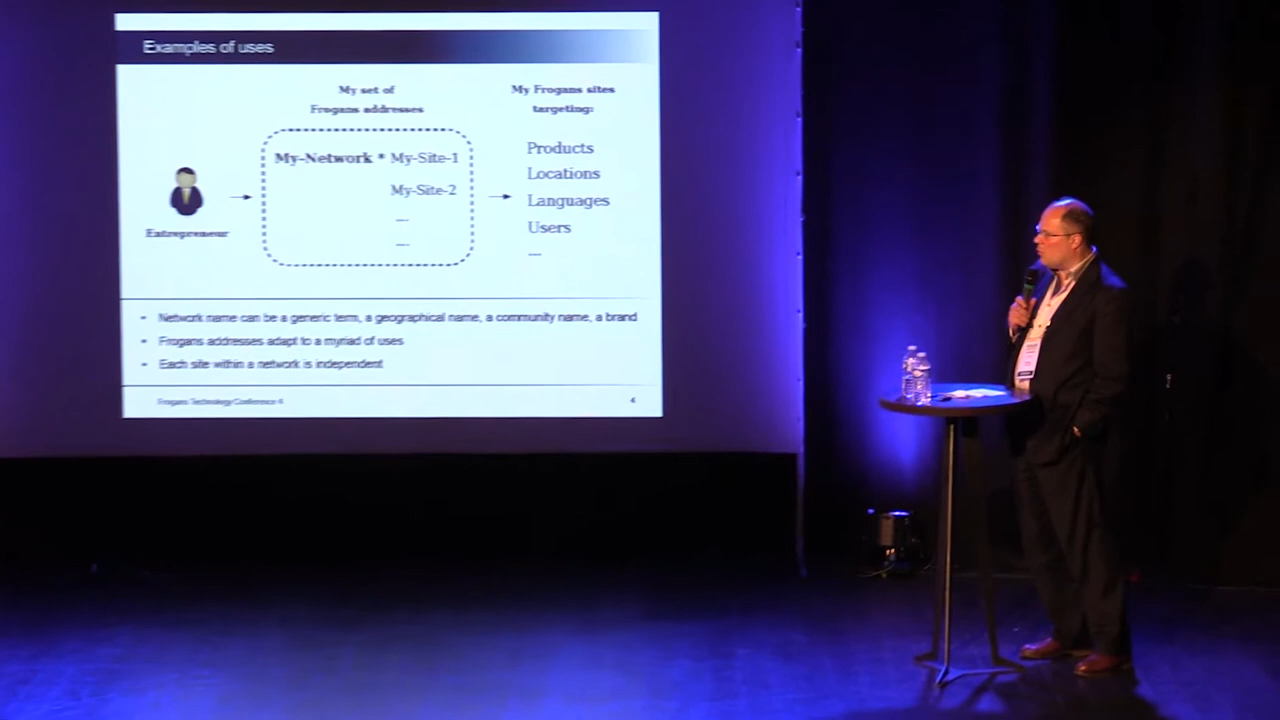 Examples of uses
My set of
Frogans addresses
My Frogans sites
targeting:
My-Network * My-Site-1
My-Site-2
....
....
Products
Locations
Languages
Users
....
Entrepreneur
- Network name can be a generic term, a geographical name, a community name, a brand
- Frogans addresses adapt to a myriad of uses
- Each site within a network is independent
Frogans Technology Conference 4
4